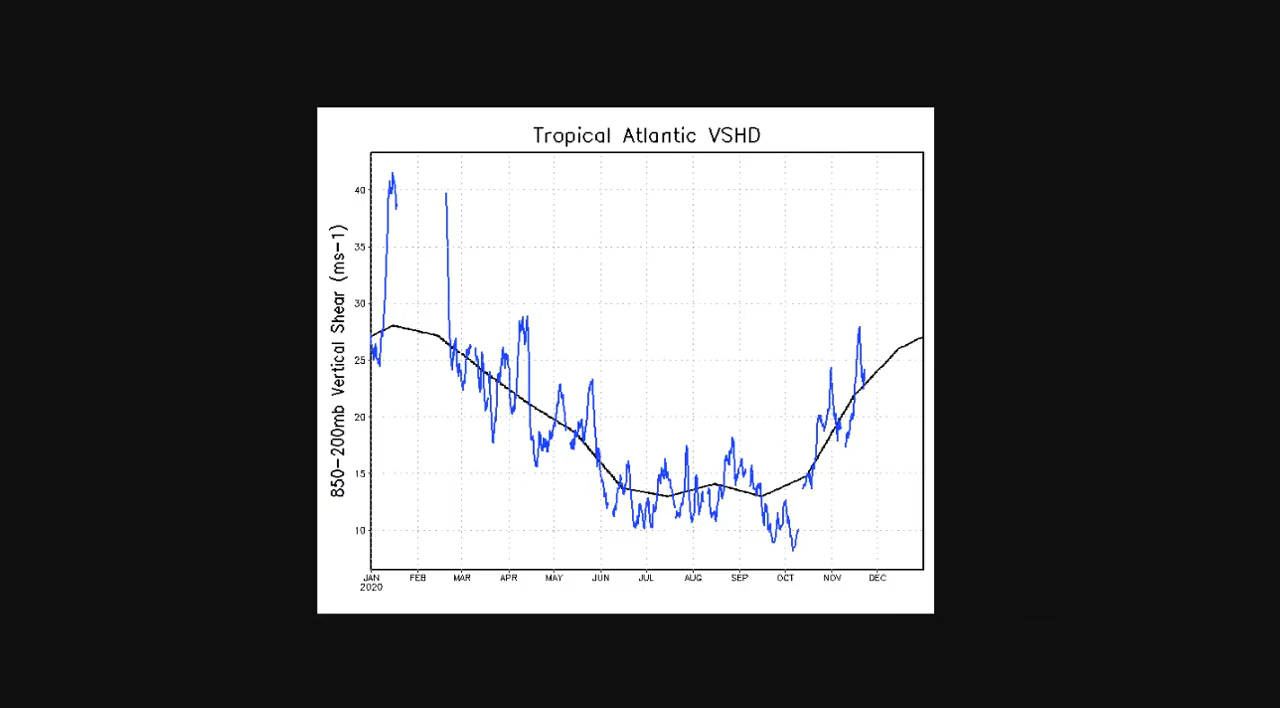 Tropical Atlantic VSHD
850-200mb Vertical Shear (ms-1)
40
35
30
25
20
15
10
JAN FEB MAR APR MAY JUN JUL AUG SEP OCT NOV DEC
2020